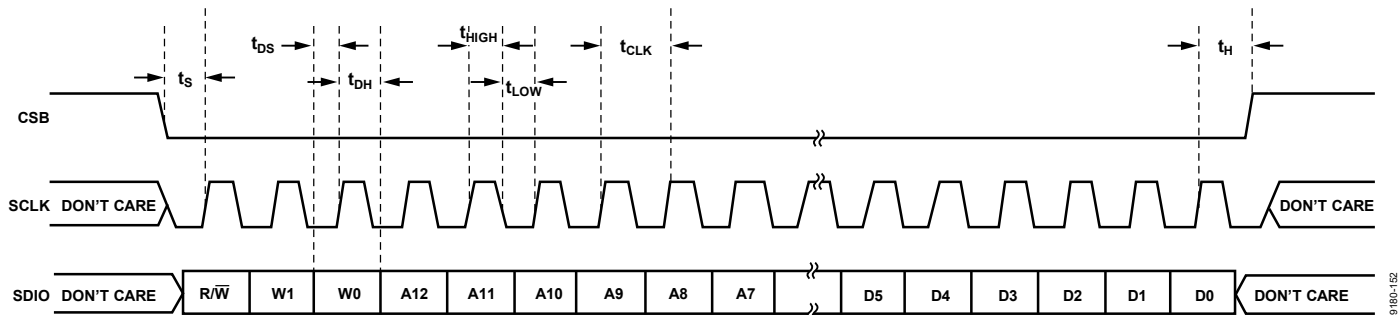 tDS
tHIGH
tCLK
tH
tS
tDH
tLOW
CSB
SCLK DON'T CARE
DON'T CARE
SDIO DON'T CARE R/W̅ W1 W0 A12 A11 A10 A9 A8 A7 D5 D4 D3 D2 D1 D0 DON'T CARE
9180-152